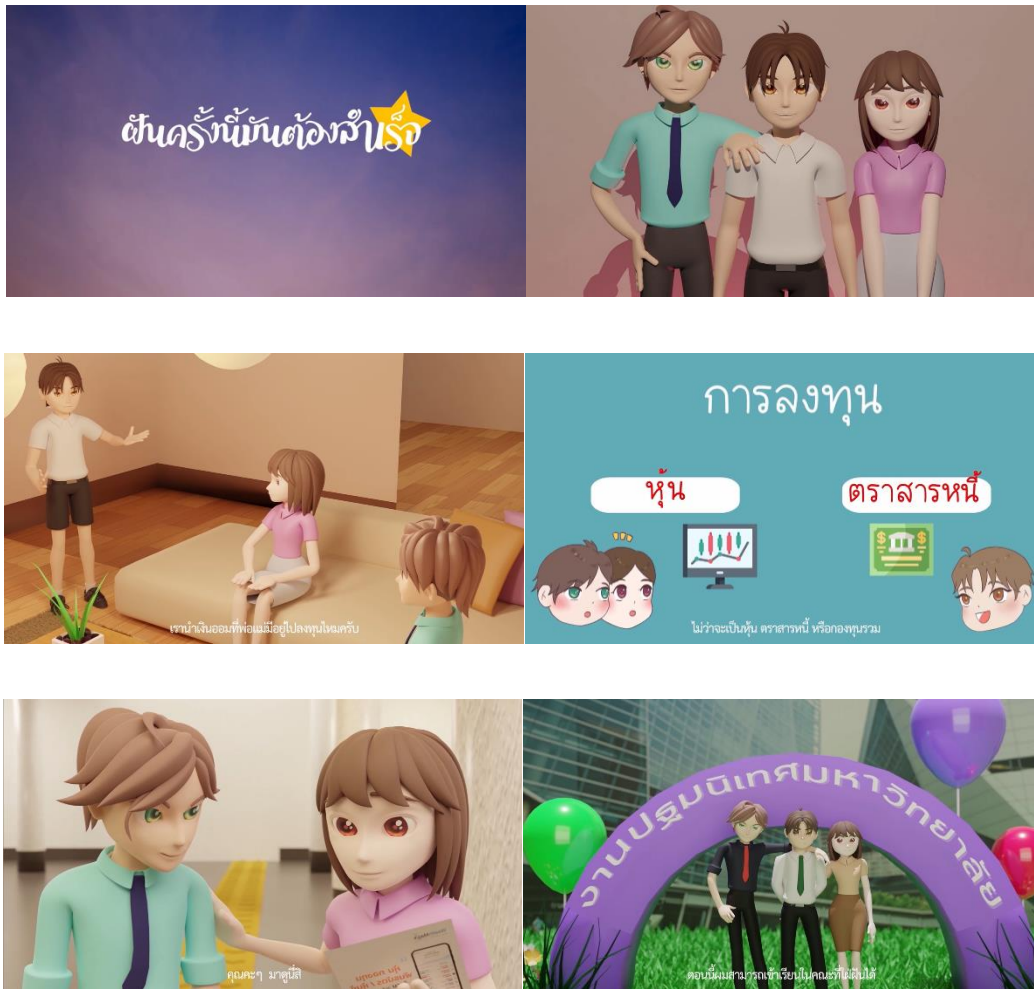 ฝันครั้งนี้มันต้องสำเร็จ
เรานำเงินออมที่พ่อแม่มีอยู่ไปลงทุนไหมครับ
การลงทุน
หุ้น
ตราสารหนี้
ไม่ว่าจะเป็นหุ้น ตราสารหนี้ หรือกองทุนรวม
คุณคะๆ มาดูนี่สิ
งานปฐมนิเทศมหาวิทยาลัย
ตอนนี้ผมสามารถเข้าเรียนในคณะที่ใฝ่ฝันได้